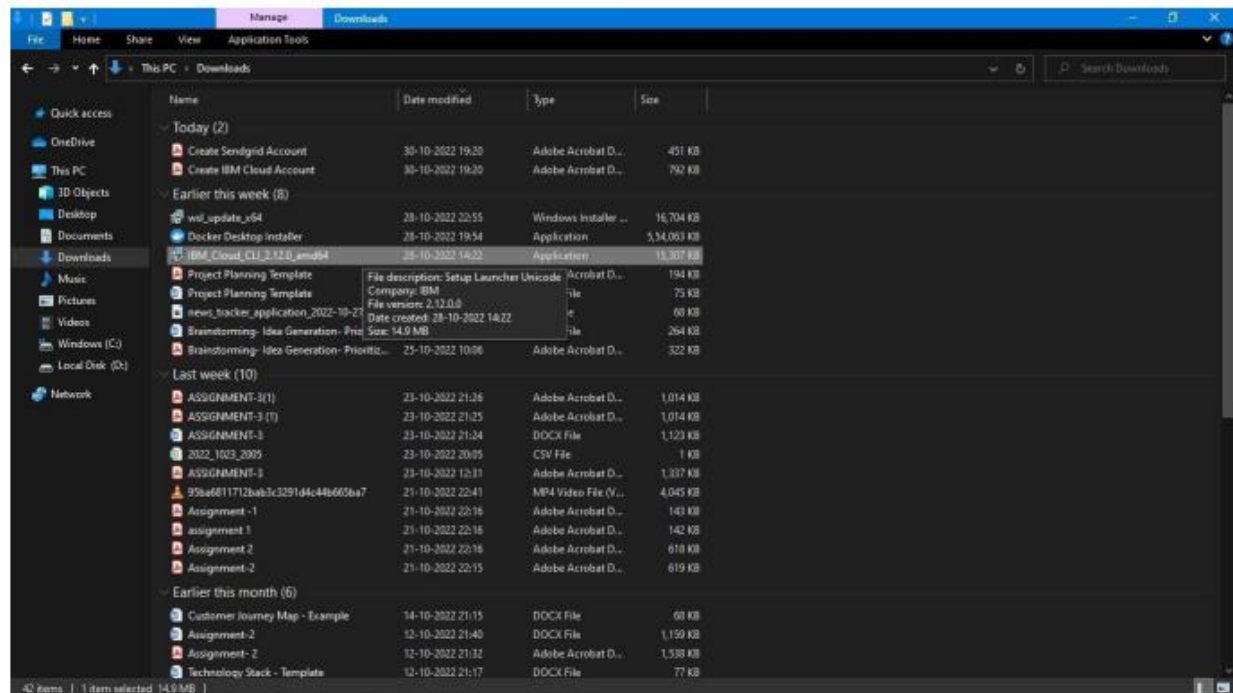 Manage Downloads
File Home Share View Application Tools
This PC Downloads Search Downloads
Name Date modified Type Size
Quick access
OneDrive
This PC
3D Objects
Desktop
Documents
Downloads
Music
Pictures
Videos
Windows (C:)
Local Disk (D:)
Network
Today (2)
Create Sendgrid Account 30-10-2022 19:20 Adobe Acrobat D... 451 KB
Create IBM Cloud Account 30-10-2022 19:20 Adobe Acrobat D... 792 KB
Earlier this week (8)
wsl_update_x64 28-10-2022 22:55 Windows Installer ... 16,704 KB
Docker Desktop Installer 28-10-2022 19:54 Application 5,54,063 KB
IBM_Cloud_CLI_2.12.0_amd64 28-10-2022 14:22 Application 15,307 KB
Project Planning Template Acrobat D... 194 KB
Project Planning Template 75 KB
news_tracker_application_2022-10-27 68 KB
Brainstorming- Idea Generation- 264 KB
Brainstorming- Idea Generation- Prioritiz... 25-10-2022 10:06 Adobe Acrobat D... 322 KB
File description: Setup Launcher Unicode
Company: IBM
File version: 2.12.0.0
Date created: 28-10-2022 14:22
Size: 14.9 MB
Last week (10)
ASSIGNMENT-3(1) 23-10-2022 21:26 Adobe Acrobat D... 1,014 KB
ASSIGNMENT-3 (1) 23-10-2022 21:25 Adobe Acrobat D... 1,014 KB
ASSIGNMENT-3 23-10-2022 21:24 DOCX File 1,123 KB
2022_1023_2005 23-10-2022 20:05 CSV File 1 KB
ASSIGNMENT-3 23-10-2022 12:31 Adobe Acrobat D... 1,337 KB
95ba6811712bab3c3291d4c44b665ba7 21-10-2022 22:41 MP4 Video File (V... 4,045 KB
Assignment -1 21-10-2022 22:16 Adobe Acrobat D... 143 KB
assignment 1 21-10-2022 22:16 Adobe Acrobat D... 142 KB
Assignment 2 21-10-2022 22:16 Adobe Acrobat D... 618 KB
Assignment-2 21-10-2022 22:15 Adobe Acrobat D... 619 KB
Earlier this month (6)
Customer Journey Map - Example 14-10-2022 21:15 DOCX File 68 KB
Assignment-2 12-10-2022 21:40 DOCX File 1,159 KB
Assignment- 2 12-10-2022 21:32 Adobe Acrobat D... 1,538 KB
Technology Stack - Template 12-10-2022 21:17 DOCX File 77 KB
42 items 1 item selected 14.9 MB